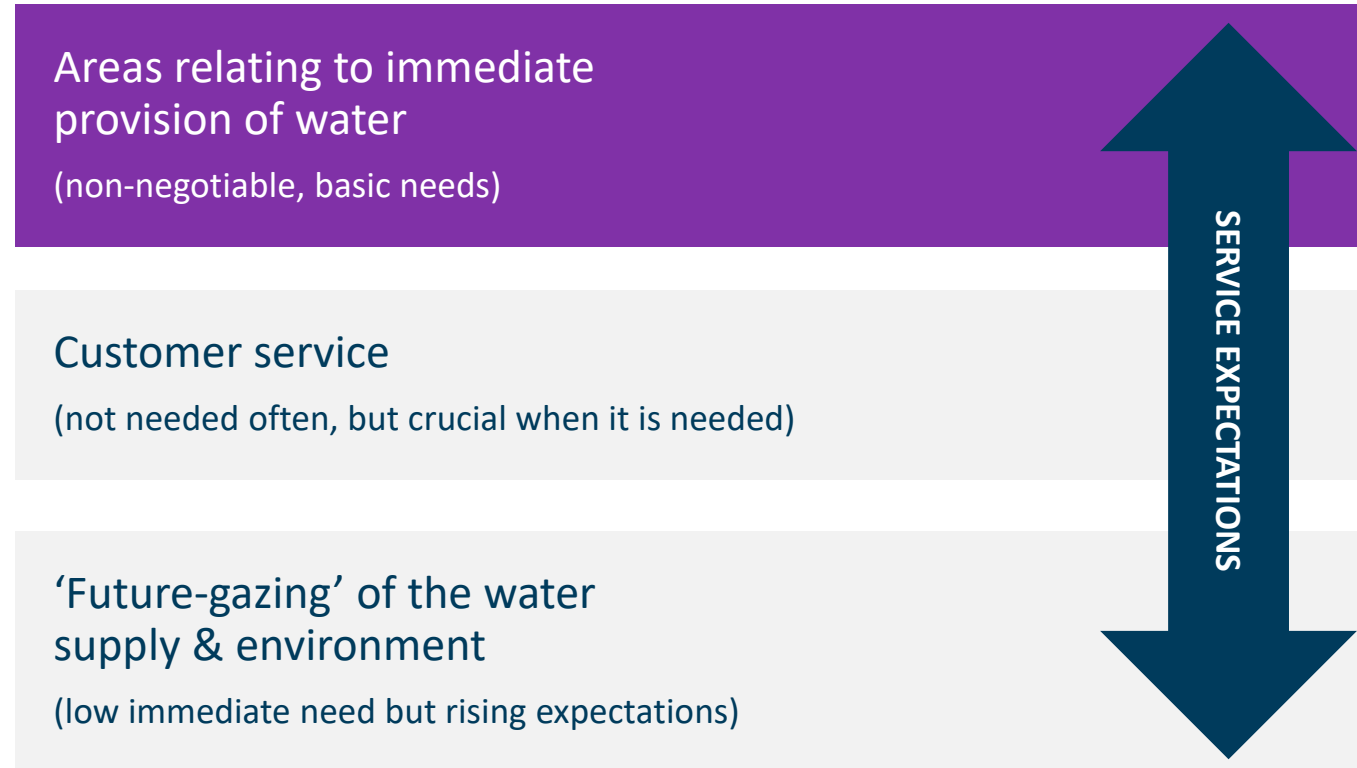 Areas relating to immediate
provision of water
(non-negotiable, basic needs)
Customer service
(not needed often, but crucial when it is needed)
‘Future-gazing’ of the water
supply & environment
(low immediate need but rising expectations)
SERVICE EXPECTATIONS